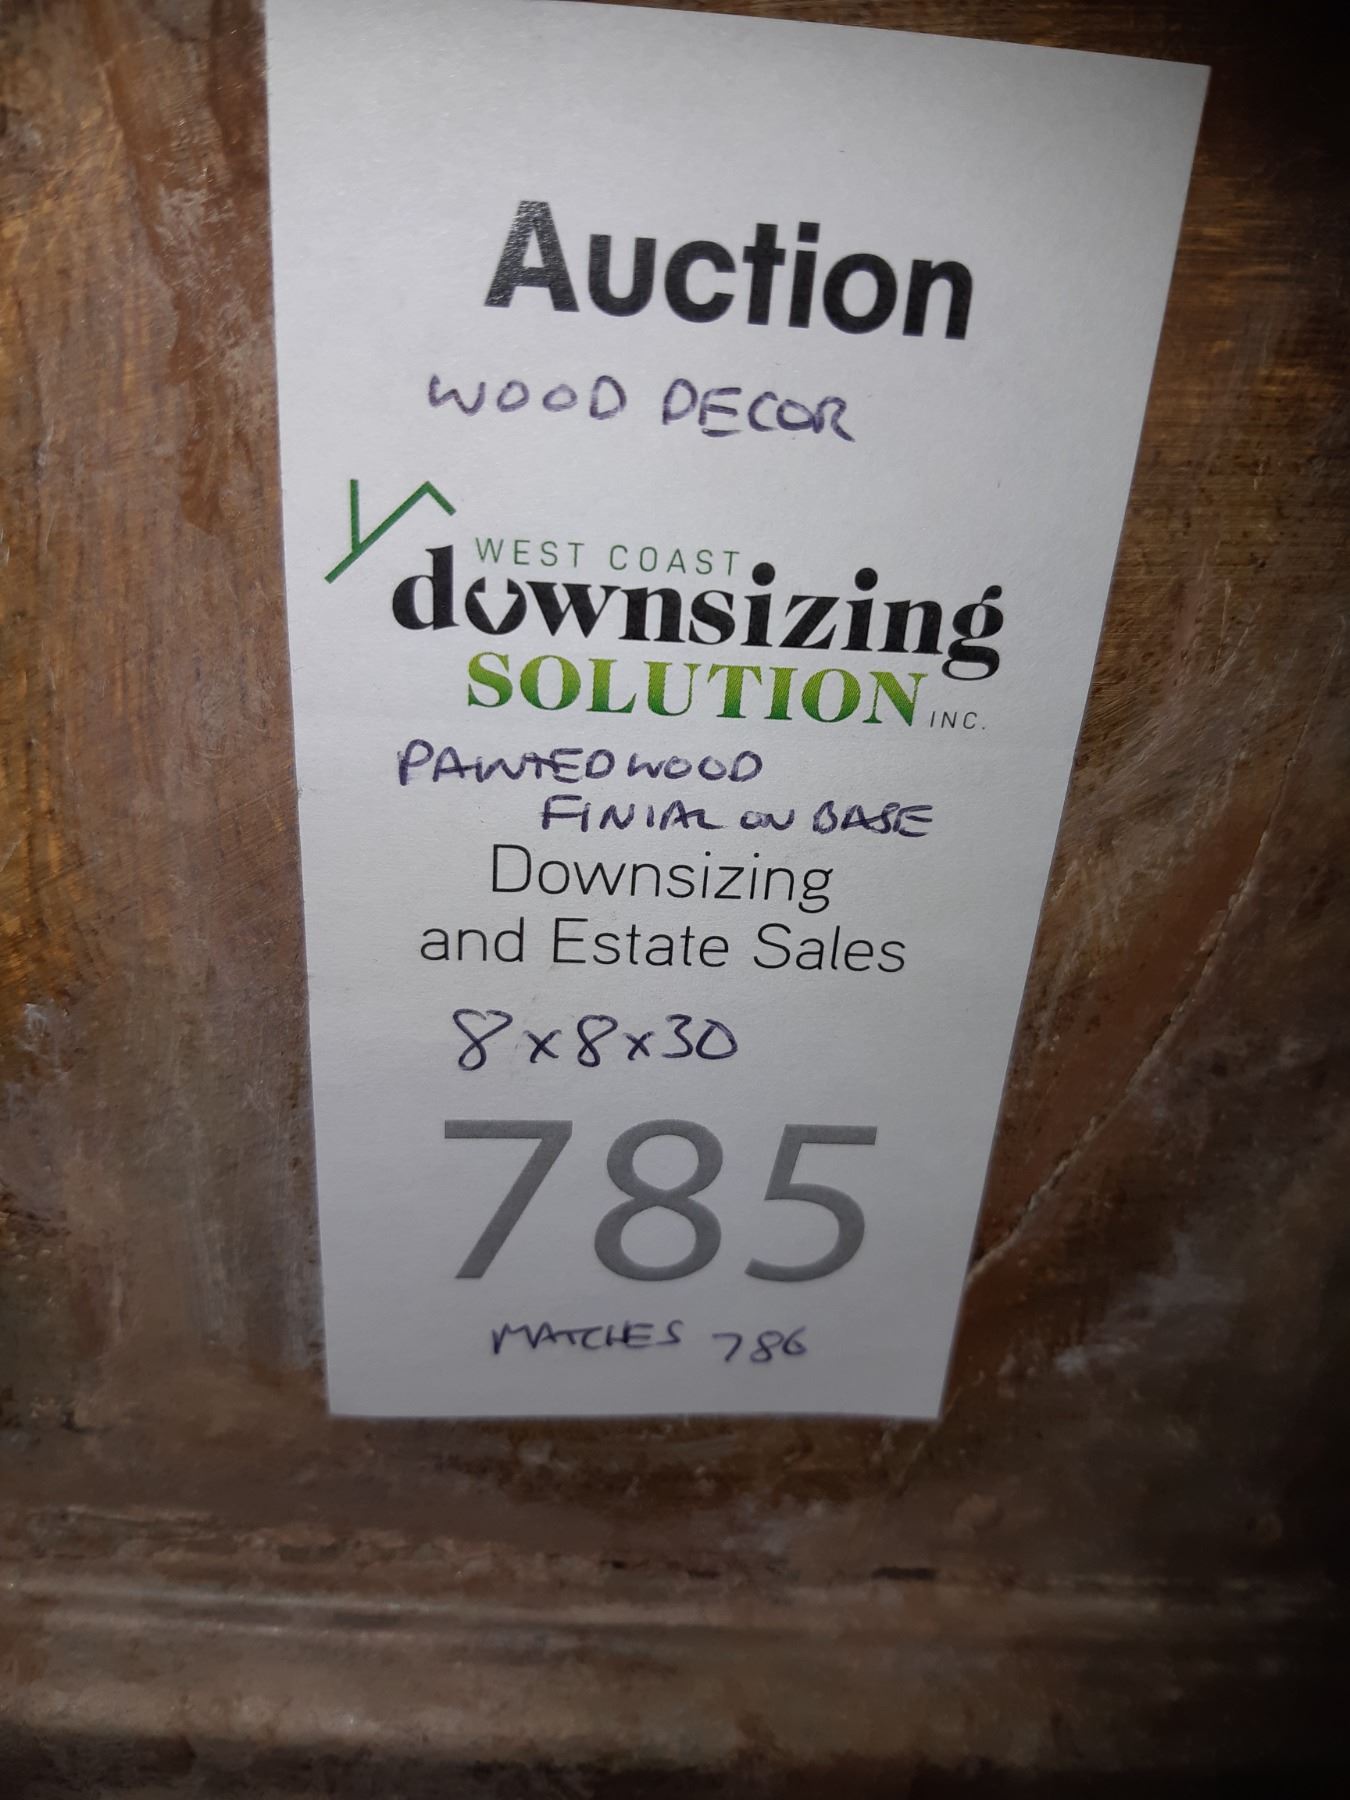 Auction
WOOD DECOR
WEST COAST
downsizing
SOLUTION INC.
PAINTED WOOD
FINIAL ON BASE
Downsizing
and Estate Sales
8x8x30
785
MATCHES 786